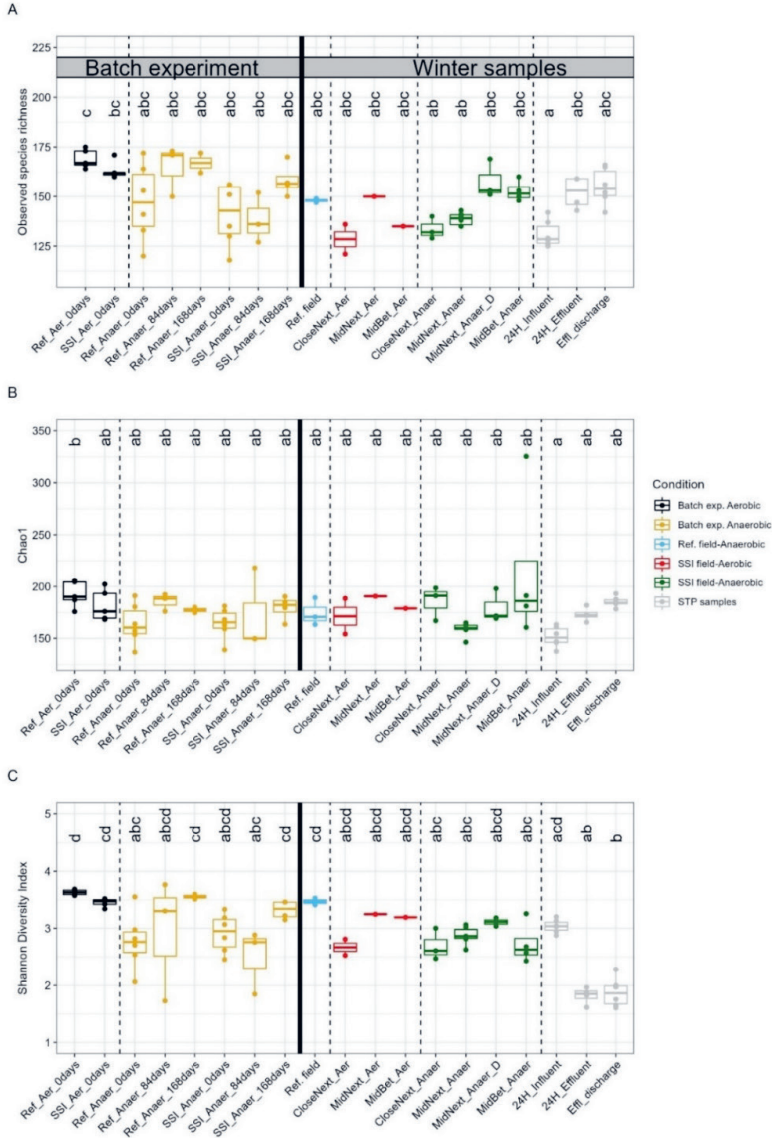 A
Batch experiment Winter samples
c bc abc abc abc abc abc abc abc abc abc abc ab ab abc abc a abc abc
Observed species richness
225
200
175
150
125
Ref_Aer_0days SSI_Aer_0days Ref_Anaer_0days Ref_Anaer_84days Ref_Anaer_168days SSI_Anaer_0days SSI_Anaer_84days SSI_Anaer_168days Ref. field CloseNext_Aer MidNext_Aer MidBet_Aer CloseNext_Anaer MidNext_Anaer MidNext_Anaer_D MidBet_Anaer 24H_Influent 24H_Effluent Effl_discharge
B
b ab ab ab ab ab ab ab ab ab ab ab ab ab ab ab a ab ab
Chao1
350
300
250
200
150
Ref_Aer_0days SSI_Aer_0days Ref_Anaer_0days Ref_Anaer_84days Ref_Anaer_168days SSI_Anaer_0days SSI_Anaer_84days SSI_Anaer_168days Ref. field CloseNext_Aer MidNext_Aer MidBet_Aer CloseNext_Anaer MidNext_Anaer MidNext_Anaer_D MidBet_Anaer 24H_Influent 24H_Effluent Effl_discharge
Condition
Batch exp. Aerobic
Batch exp. Anaerobic
Ref. field-Anaerobic
SSI field-Aerobic
SSI field-Anaerobic
STP samples
C
d cd abc abcd cd abcd abc cd cd abcd abcd abcd abc abc abcd abc acd ab b
Shannon Diversity Index
5
4
3
2
1
Ref_Aer_0days SSI_Aer_0days Ref_Anaer_0days Ref_Anaer_84days Ref_Anaer_168days SSI_Anaer_0days SSI_Anaer_84days SSI_Anaer_168days Ref. field CloseNext_Aer MidNext_Aer MidBet_Aer CloseNext_Anaer MidNext_Anaer MidNext_Anaer_D MidBet_Anaer 24H_Influent 24H_Effluent Effl_discharge